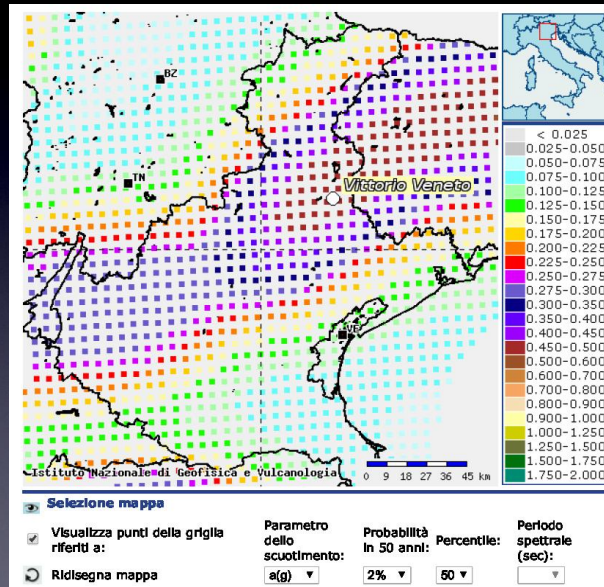 BZ
TN
Vittorio Veneto
VE
Istituto Nazionale di Geofisica e Vulcanologia
0 9 18 27 36 45 km
< 0.025
0.025-0.050
0.050-0.075
0.075-0.100
0.100-0.125
0.125-0.150
0.150-0.175
0.175-0.200
0.200-0.225
0.225-0.250
0.250-0.275
0.275-0.300
0.300-0.350
0.350-0.400
0.400-0.450
0.450-0.500
0.500-0.600
0.600-0.700
0.700-0.800
0.800-0.900
0.900-1.000
1.000-1.250
1.250-1.500
1.500-1.750
1.750-2.000
Selezione mappa
Visualizza punti della griglia
riferiti a:
Parametro
dello
scuotimento:
Probabilità
in 50 anni:
Percentile:
Periodo
spettrale
(sec):
Ridisegna mappa
a(g)
2%
50